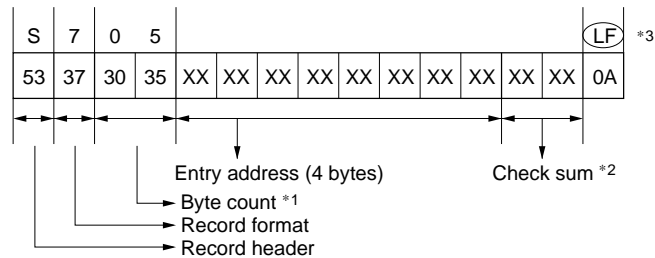 S 7 0 5 LF *3
53 37 30 35 XX XX XX XX XX XX XX XX XX XX 0A
Entry address (4 bytes) Check sum *2
Byte count *1
Record format
Record header